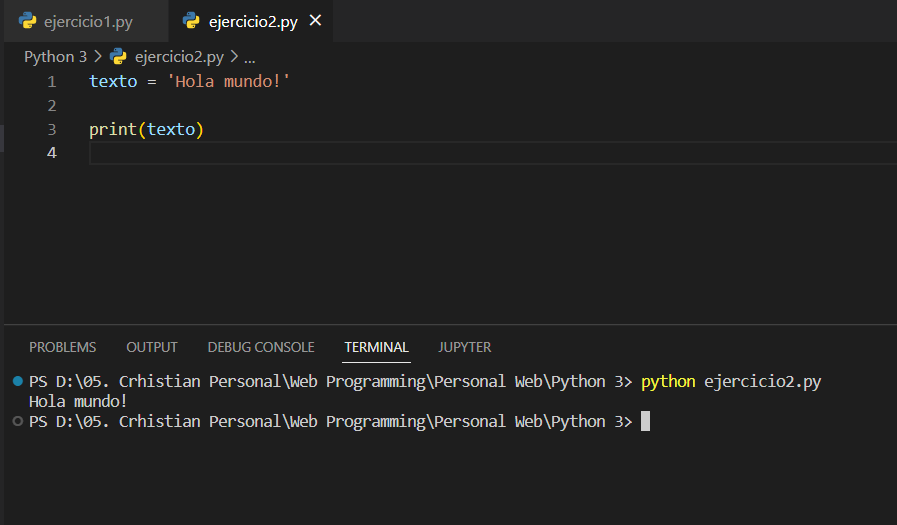 ejercicio1.py ejercicio2.py ×
Python 3 > ejercicio2.py > ...
1 texto = 'Hola mundo!'
2
3 print(texto)
4
PROBLEMS OUTPUT DEBUG CONSOLE TERMINAL JUPYTER
PS D:\05. Crhistian Personal\Web Programming\Personal Web\Python 3> python ejercicio2.py
Hola mundo!
PS D:\05. Crhistian Personal\Web Programming\Personal Web\Python 3>